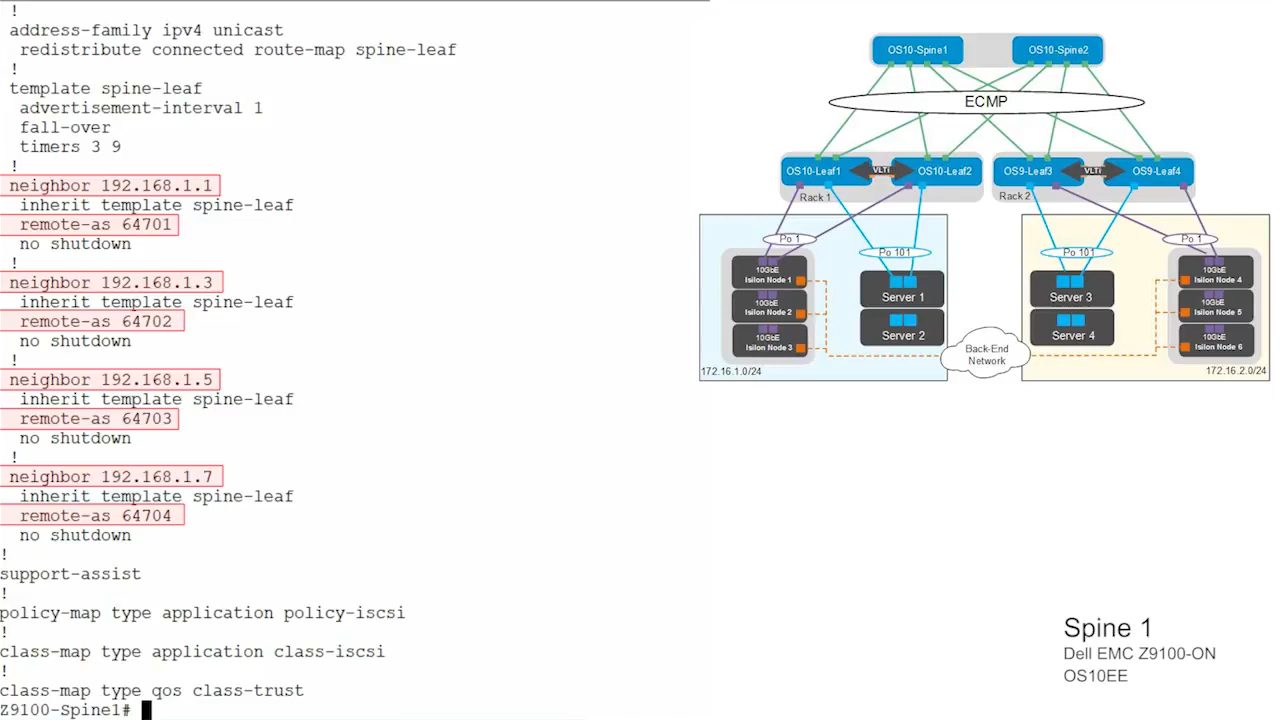 !
address-family ipv4 unicast
redistribute connected route-map spine-leaf
!
template spine-leaf
advertisement-interval 1
fall-over
timers 3 9
!
neighbor 192.168.1.1
inherit template spine-leaf
remote-as 64701
no shutdown
!
neighbor 192.168.1.3
inherit template spine-leaf
remote-as 64702
no shutdown
!
neighbor 192.168.1.5
inherit template spine-leaf
remote-as 64703
no shutdown
!
neighbor 192.168.1.7
inherit template spine-leaf
remote-as 64704
no shutdown
!
support-assist
!
policy-map type application policy-iscsi
!
class-map type application class-iscsi
!
class-map type qos class-trust
Z9100-Spine1#
OS10-Spine1
OS10-Spine2
ECMP
OS10-Leaf1
VLTi
OS10-Leaf2
OS9-Leaf3
VLTi
OS9-Leaf4
Rack 1
Rack 2
Po 1
Po 101
Po 101
Po 1
10GbE
Isilon Node 1
10GbE
Isilon Node 2
10GbE
Isilon Node 3
Server 1
Server 2
Server 3
Server 4
10GbE
Isilon Node 4
10GbE
Isilon Node 5
10GbE
Isilon Node 6
Back-End
Network
172.16.1.0/24
172.16.2.0/24
Spine 1
Dell EMC Z9100-ON
OS10EE